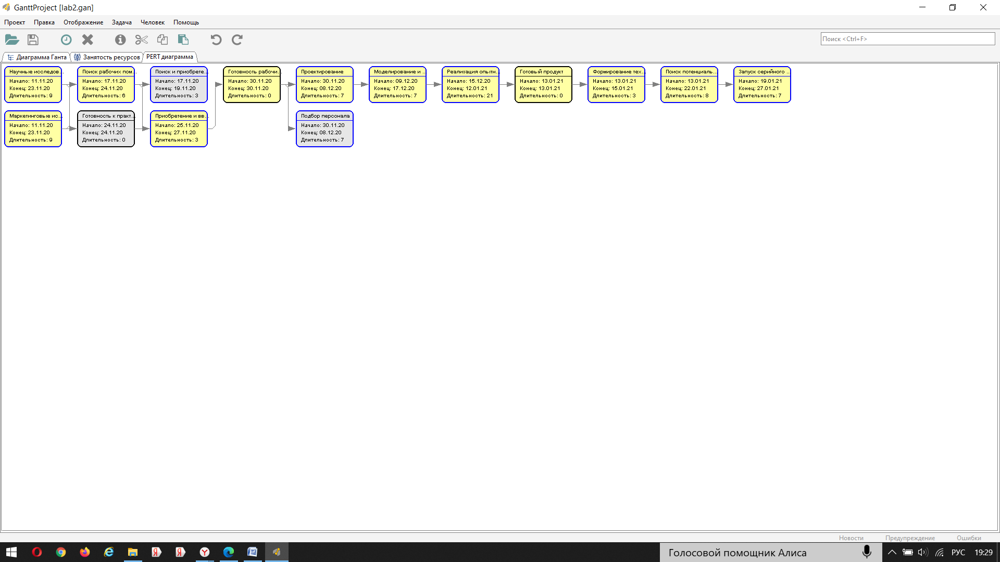 GanttProject [lab2.gan]
Проект Правка Отображение Задача Человек Помощь
Поиск <Ctrl+F>
Диаграмма Ганта Занятость ресурсов PERT диаграмма
Научные исследов...
Начало: 11.11.20
Конец: 23.11.20
Длительность: 9
Поиск рабочих пом...
Начало: 17.11.20
Конец: 24.11.20
Длительность: 6
Поиск и приобрете...
Начало: 17.11.20
Конец: 19.11.20
Длительность: 3
Готовность рабочи...
Начало: 30.11.20
Конец: 30.11.20
Длительность: 0
Проектирование
Начало: 30.11.20
Конец: 08.12.20
Длительность: 7
Моделирование и ...
Начало: 09.12.20
Конец: 17.12.20
Длительность: 7
Реализация опытн...
Начало: 15.12.20
Конец: 12.01.21
Длительность: 21
Готовый продукт
Начало: 13.01.21
Конец: 13.01.21
Длительность: 0
Формирование тех...
Начало: 13.01.21
Конец: 15.01.21
Длительность: 3
Поиск потенциаль...
Начало: 13.01.21
Конец: 22.01.21
Длительность: 8
Запуск серийного ...
Начало: 19.01.21
Конец: 27.01.21
Длительность: 7
Маркетинговые ис...
Начало: 11.11.20
Конец: 23.11.20
Длительность: 9
Готовность к практ...
Начало: 24.11.20
Конец: 24.11.20
Длительность: 0
Приобретение и вв...
Начало: 25.11.20
Конец: 27.11.20
Длительность: 3
Подбор персонала
Начало: 30.11.20
Конец: 08.12.20
Длительность: 7
Новости Предупреждение Ошибки
Голосовой помощник Алиса
РУС 19:29